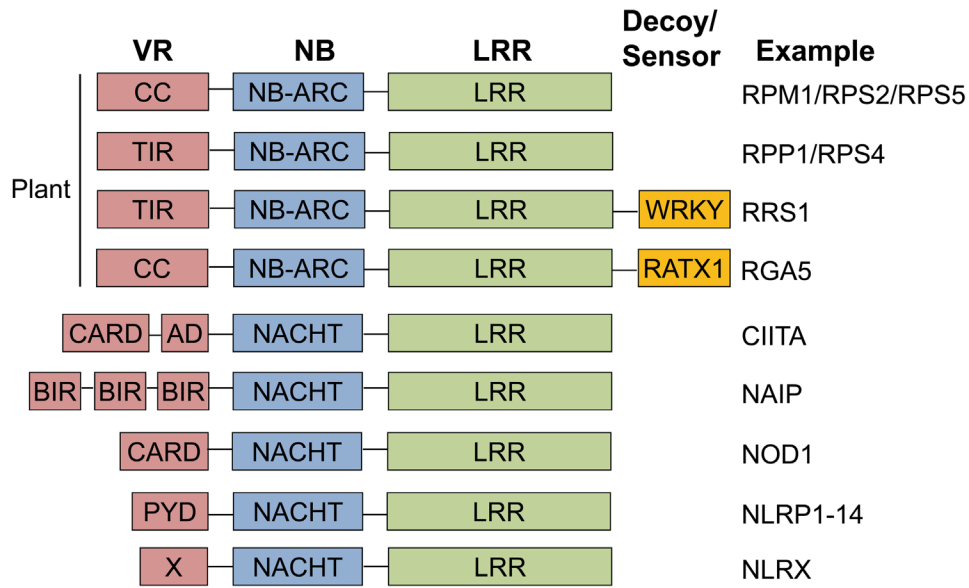 VR NB LRR Decoy/ Sensor Example
CC NB-ARC LRR RPM1/RPS2/RPS5
TIR NB-ARC LRR RPP1/RPS4
Plant
TIR NB-ARC LRR WRKY RRS1
CC NB-ARC LRR RATX1 RGA5
CARD AD NACHT LRR CIITA
BIR BIR BIR NACHT LRR NAIP
CARD NACHT LRR NOD1
PYD NACHT LRR NLRP1-14
X NACHT LRR NLRX